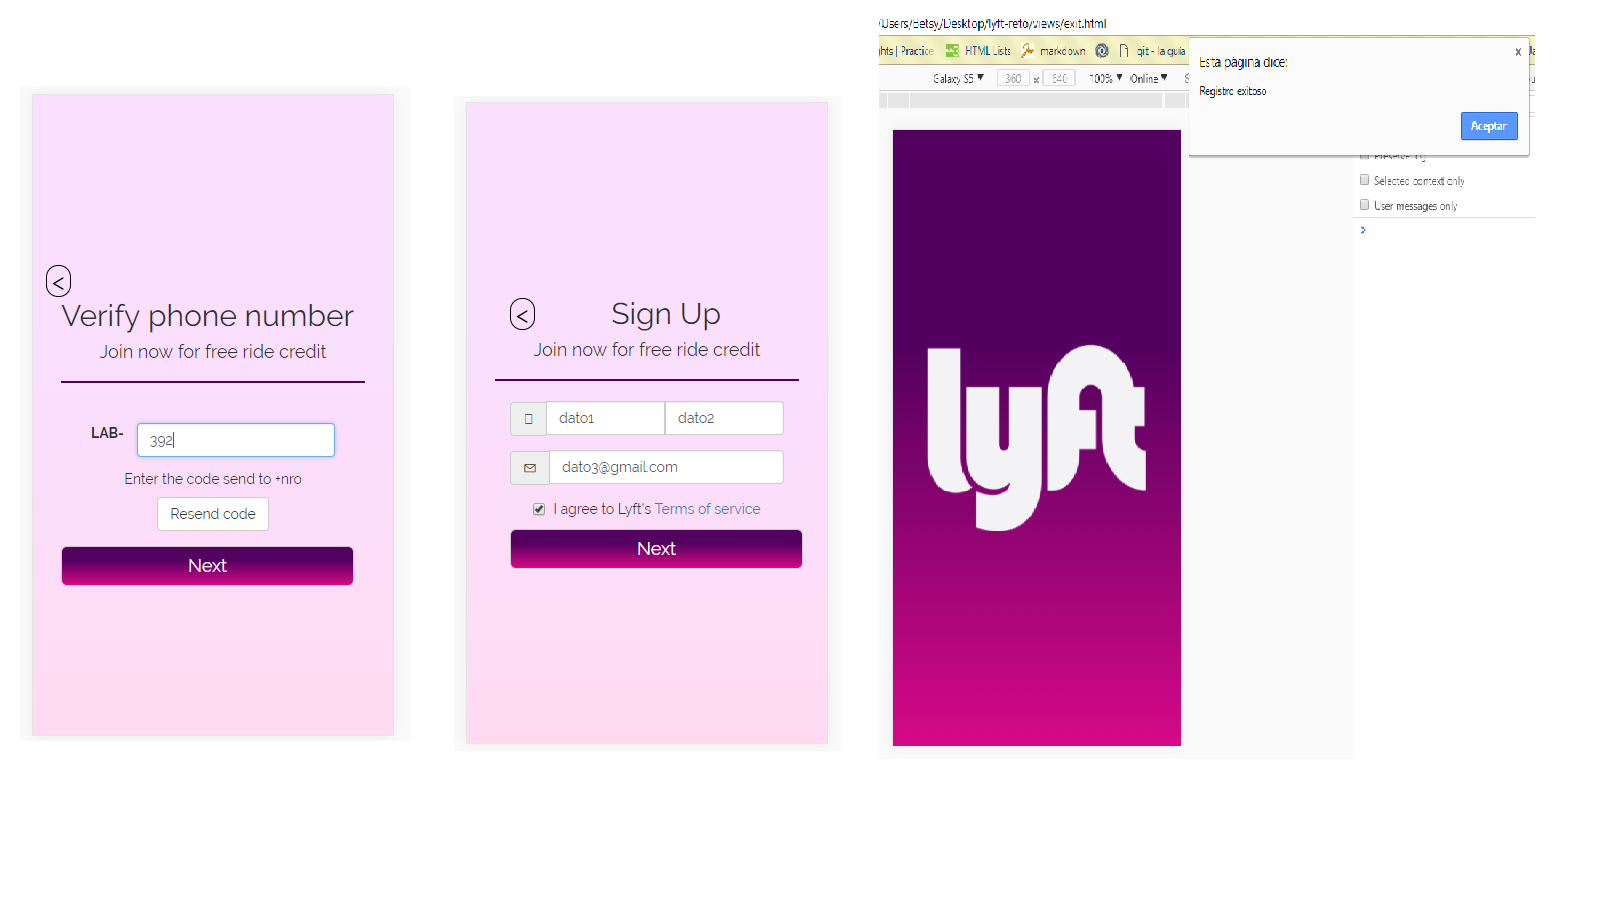 <
Verify phone number
Join now for free ride credit
LAB- 392
Enter the code send to +nro
Resend code
Next
< Sign Up
Join now for free ride credit
dato1 dato2
dato3@gmail.com
I agree to Lyft's Terms of service
Next
/Users/Betsy/Desktop/lyft-reto/views/exit.html
hts | Practice HTML Lists markdown git - la guía
Galaxy S5 ▼ 360 x 640 100% ▼ Online ▼
Esta página dice: x
Registro exitoso
Aceptar
Selected context only
User messages only
>
lyft